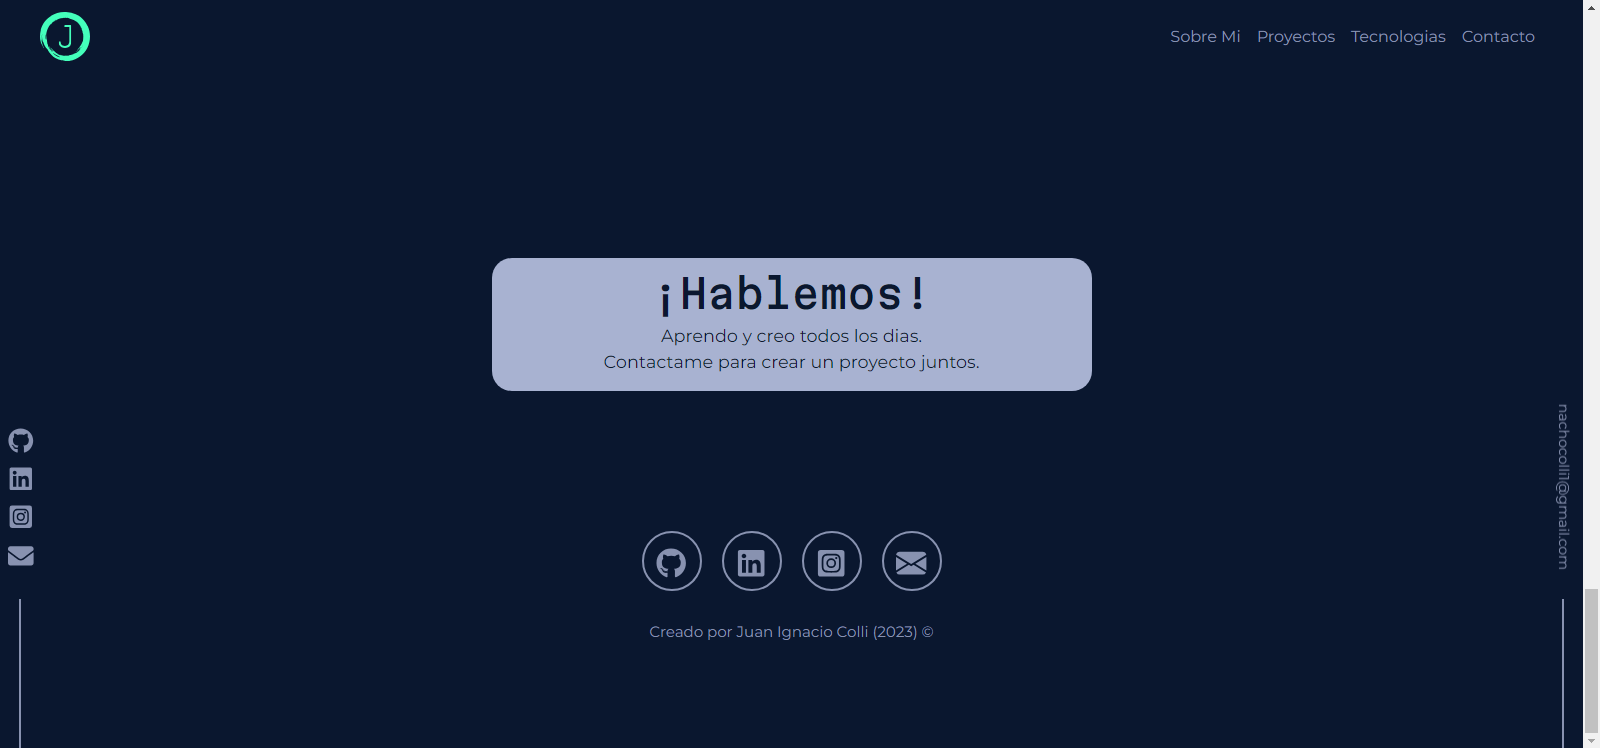 J
Sobre Mi
Proyectos
Tecnologias
Contacto
¡Hablemos!
Aprendo y creo todos los dias.
Contactame para crear un proyecto juntos.
nachocolli1@gmail.com
Creado por Juan Ignacio Colli (2023) ©